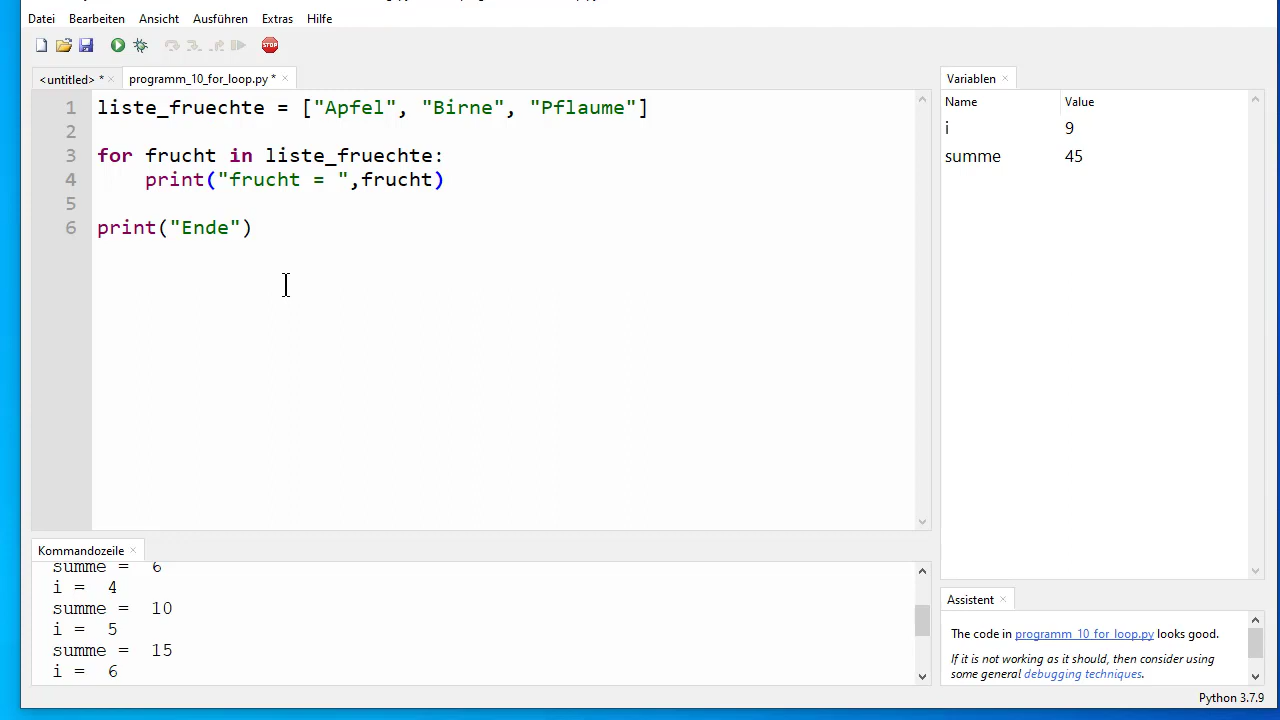 Datei Bearbeiten Ansicht Ausführen Extras Hilfe
STOP
<untitled> * × programm_10_for_loop.py * ×
1 liste_fruechte = ["Apfel", "Birne", "Pflaume"]
2
3 for frucht in liste_fruechte:
4     print("frucht = ",frucht)
5
6 print("Ende")
Variablen ×
Name Value
i 9
summe 45
Kommandozeile ×
summe =  6
i =  4
summe =  10
i =  5
summe =  15
i =  6
Assistent ×
The code in programm_10_for_loop.py looks good.
If it is not working as it should, then consider using
some general debugging techniques.
Python 3.7.9